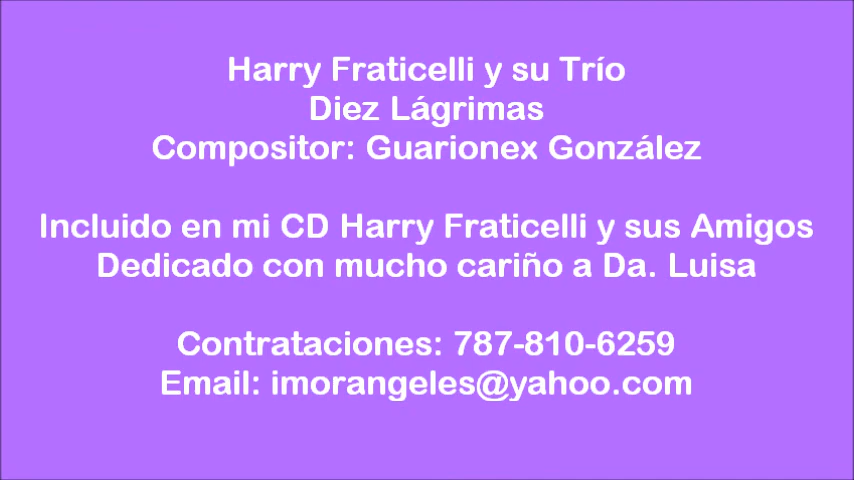 Harry Fraticelli y su Trío
Diez Lágrimas
Compositor: Guarionex González
Incluido en mi CD Harry Fraticelli y sus Amigos
Dedicado con mucho cariño a Da. Luisa
Contrataciones: 787-810-6259
Email: imorangeles@yahoo.com